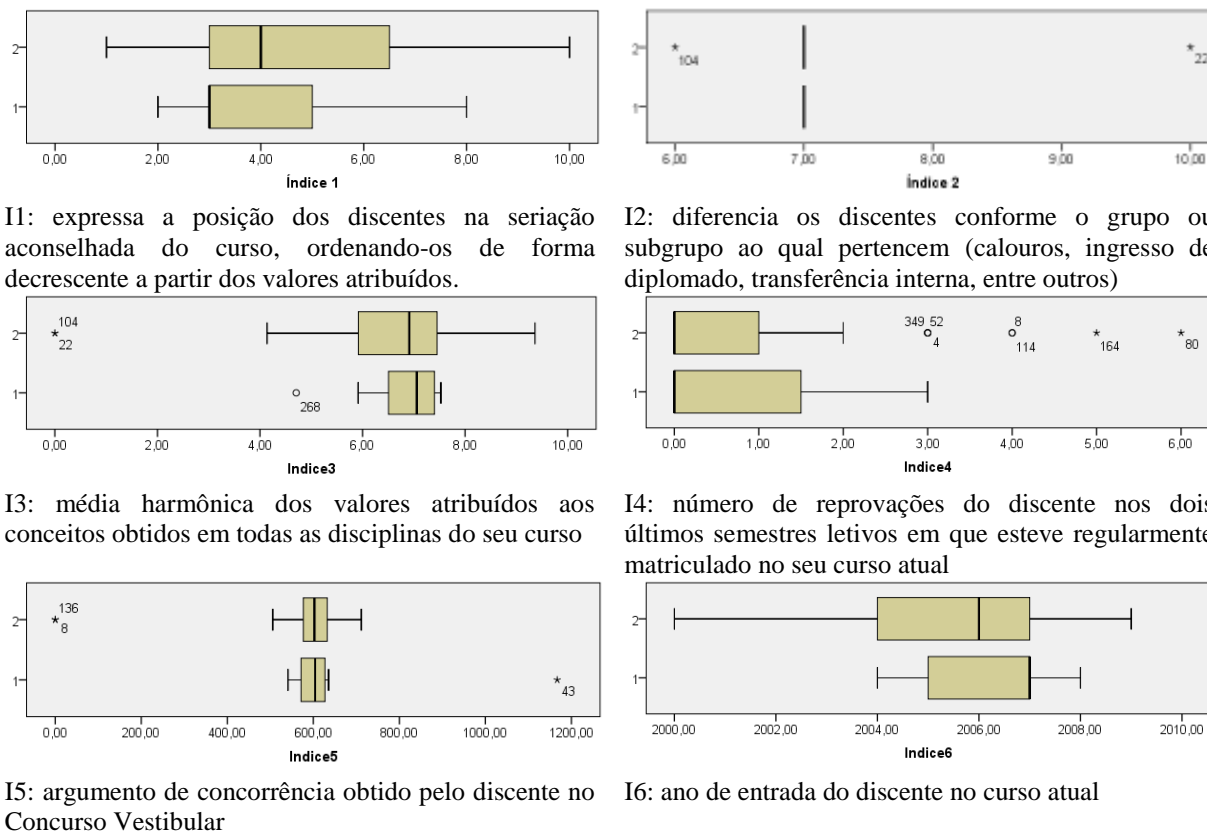 2
1
0,00 2,00 4,00 6,00 8,00 10,00
Índice 1
2
104
22
1
6,00 7,00 8,00 9,00 10,00
Índice 2
I1: expressa a posição dos discentes na seriação
aconselhada do curso, ordenando-os de forma
decrescente a partir dos valores atribuídos.
I2: diferencia os discentes conforme o grupo ou
subgrupo ao qual pertencem (calouros, ingresso de
diplomado, transferência interna, entre outros)
104
2
22
1
268
0,00 2,00 4,00 6,00 8,00 10,00
Indice3
349 52 8
2
4 114 164 80
1
0,00 1,00 2,00 3,00 4,00 5,00 6,00
Indice4
I3: média harmônica dos valores atribuídos aos
conceitos obtidos em todas as disciplinas do seu curso
I4: número de reprovações do discente nos dois
últimos semestres letivos em que esteve regularmente
matriculado no seu curso atual
136
2
8
1
43
0,00 200,00 400,00 600,00 800,00 1000,00 1200,00
Indice5
2
1
2000,00 2002,00 2004,00 2006,00 2008,00 2010,00
Indice6
I5: argumento de concorrência obtido pelo discente no
Concurso Vestibular
I6: ano de entrada do discente no curso atual